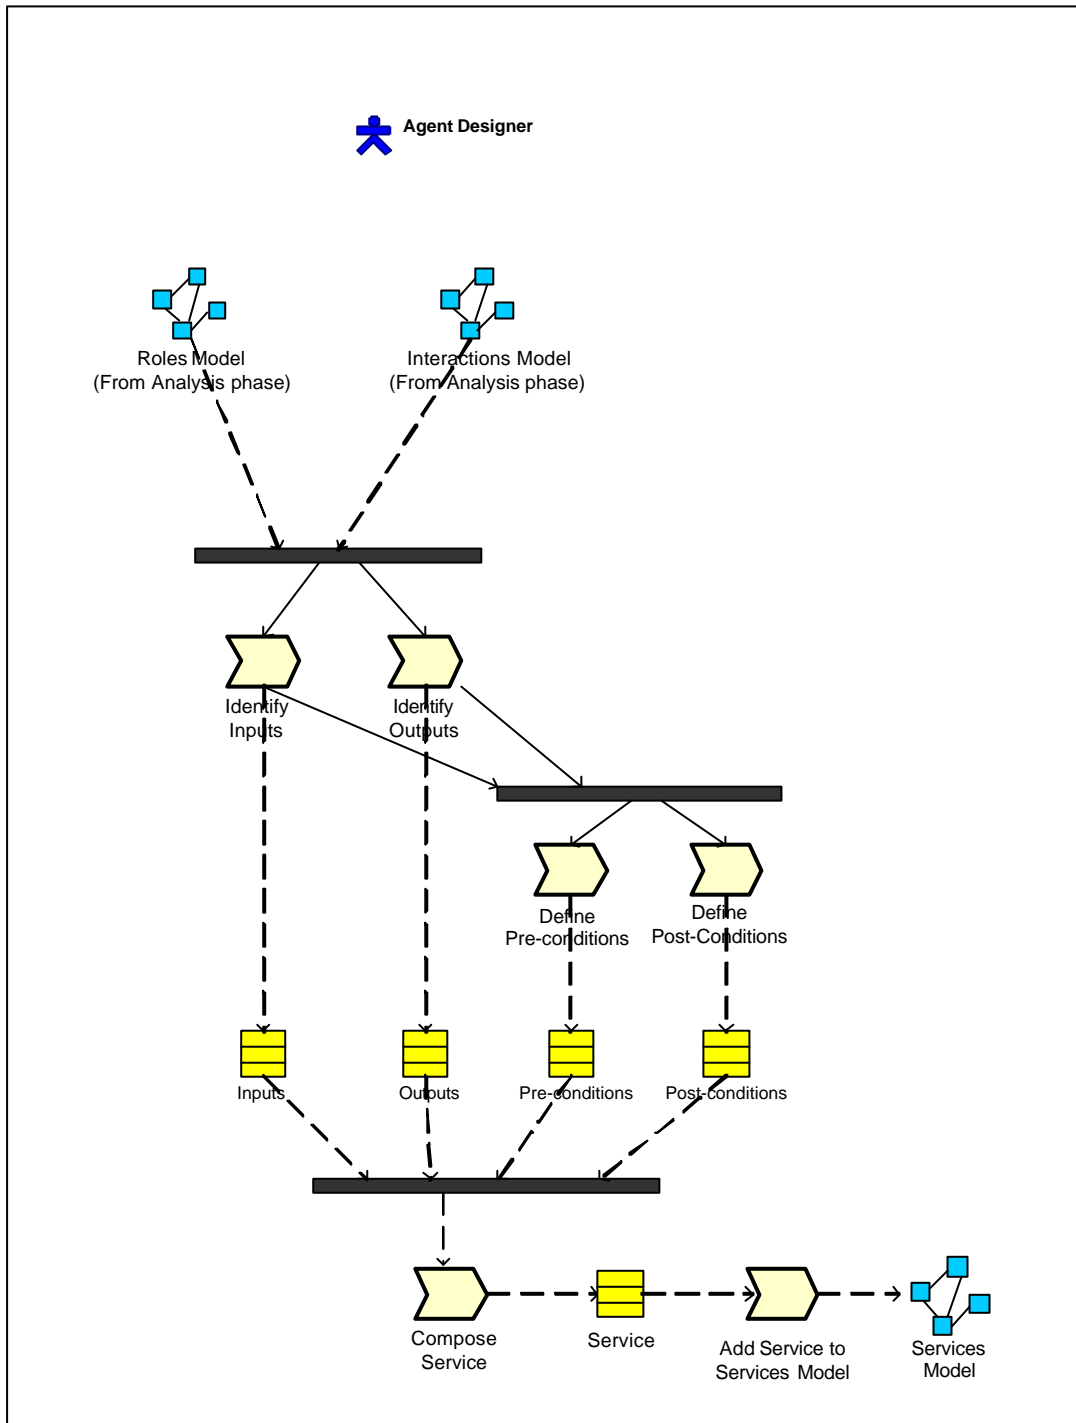 Agent Designer
Roles Model
(From Analysis phase)
Interactions Model
(From Analysis phase)
Identify
Inputs
Identify
Outputs
Define
Pre-conditions
Define
Post-Conditions
Inputs
Outputs
Pre-conditions
Post-conditions
Compose
Service
Service
Add Service to
Services Model
Services
Model